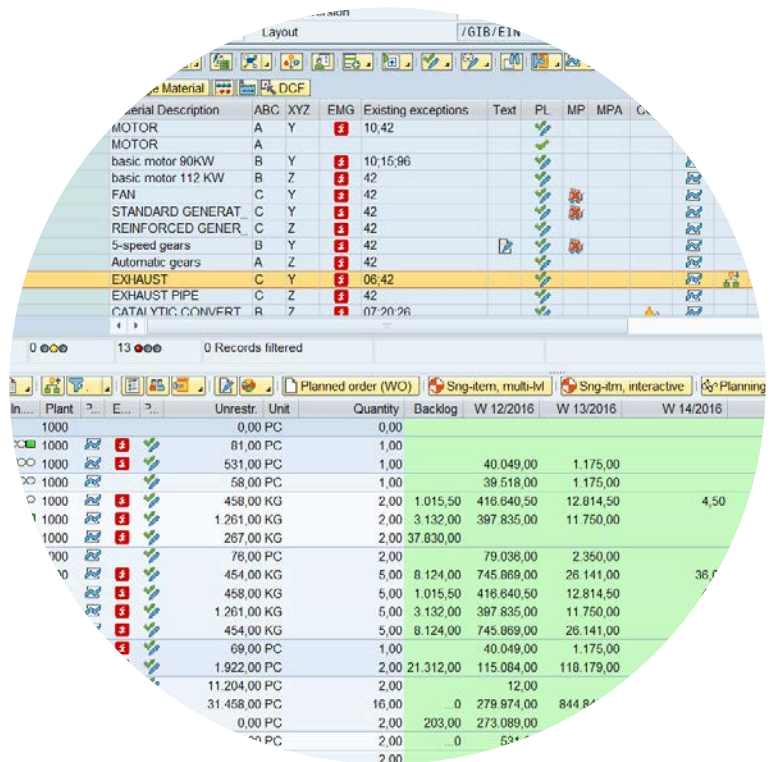 Layout /GIB/EIN
Material DCF
Material Description ABC XYZ EMG Existing exceptions Text PL MP MPA
MOTOR A Y 10;42
MOTOR A
basic motor 90KW B Y 10;15;96
basic motor 112 KW B Z 42
FAN C Y 42
STANDARD GENERAT_ C Y 42
REINFORCED GENER_ C Z 42
5-speed gears B Y 42
Automatic gears A Z 42
EXHAUST C Y 06;42
EXHAUST PIPE C Z 42
CATALYTIC CONVERT B Z 07;20;26
0 13 0 Records filtered
Planned order (WO) Sng-item, multi-lvl Sng-itm, interactive Planning
In.... Plant P... E... P... Unrestr. Unit Quantity Backlog W 12/2016 W 13/2016 W 14/2016
1000 0,00 PC 0,00
1000 81,00 PC 1,00
1000 531,00 PC 1,00 40.049,00 1.175,00
1000 58,00 PC 1,00 39.518,00 1.175,00
1000 458,00 KG 2,00 1.015,50 416.640,50 12.814,50 4,50
1000 1.261,00 KG 2,00 3.132,00 397.835,00 11.750,00
1000 267,00 KG 2,00 37.830,00
76,00 PC 2,00 79.036,00 2.350,00
454,00 KG 5,00 8.124,00 745.869,00 26.141,00
458,00 KG 5,00 1.015,50 416.640,50 12.814,50
1.261,00 KG 5,00 3.132,00 397.835,00 11.750,00
454,00 KG 5,00 8.124,00 745.869,00 26.141,00
69,00 PC 1,00 40.049,00 1.175,00
1.922,00 PC 2,00 21.312,00 115.084,00 118.179,00
11.204,00 PC 2,00 12,00
31.458,00 PC 16,00 ...0 279.974,00
0,00 PC 2,00 203,00 273.089,00
PC 2,00 ...0
2,00